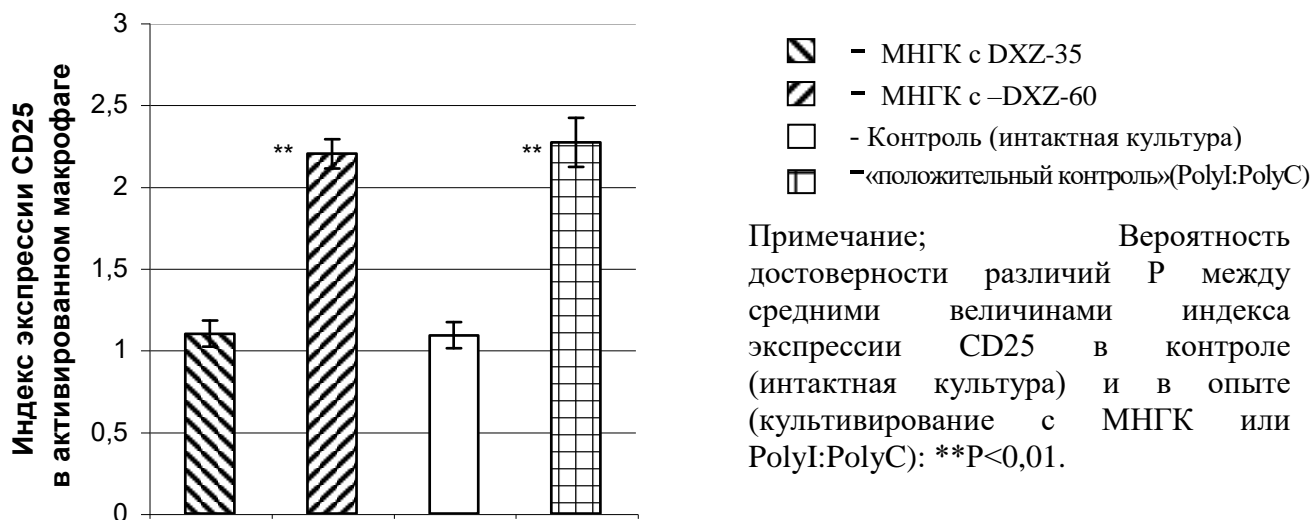 Индекс экспрессии CD25
в активированном макрофаге
3
2,5
2
1,5
1
0,5
0
**
**
- МНГК с DXZ-35
- МНГК с –DXZ-60
- Контроль (интактная культура)
-«положительный контроль»(PolyI:PolyC)
Примечание; Вероятность
достоверности различий Р между
средними величинами индекса
экспрессии CD25 в контроле
(интактная культура) и в опыте
(культивирование с МНГК или
PolyI:PolyC): **P<0,01.